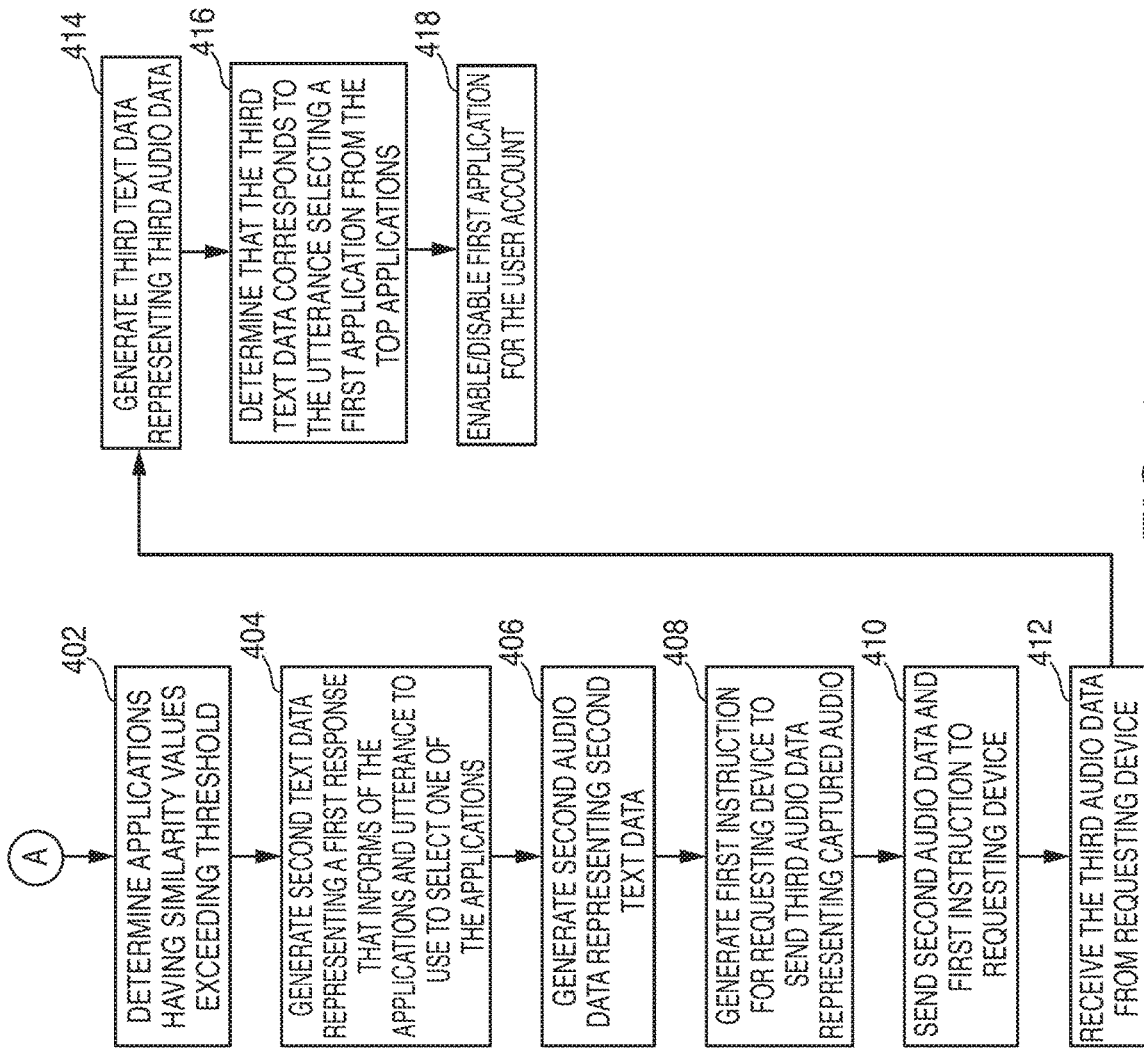 A
402
DETERMINE APPLICATIONS
HAVING SIMILARITY VALUES
EXCEEDING THRESHOLD
404
GENERATE SECOND TEXT DATA
REPRESENTING A FIRST RESPONSE
THAT INFORMS OF THE
APPLICATIONS AND UTTERANCE TO
USE TO SELECT ONE OF
THE APPLICATIONS
406
GENERATE SECOND AUDIO
DATA REPRESENTING SECOND
TEXT DATA
408
GENERATE FIRST INSTRUCTION
FOR REQUESTING DEVICE TO
SEND THIRD AUDIO DATA
REPRESENTING CAPTURED AUDIO
410
SEND SECOND AUDIO DATA AND
FIRST INSTRUCTION TO
REQUESTING DEVICE
412
RECEIVE THE THIRD AUDIO DATA
FROM REQUESTING DEVICE
414
GENERATE THIRD TEXT DATA
REPRESENTING THIRD AUDIO DATA
416
DETERMINE THAT THE THIRD
TEXT DATA CORRESPONDS TO
THE UTTERANCE SELECTING A
FIRST APPLICATION FROM THE
TOP APPLICATIONS
418
ENABLE/DISABLE FIRST APPLICATION
FOR THE USER ACCOUNT